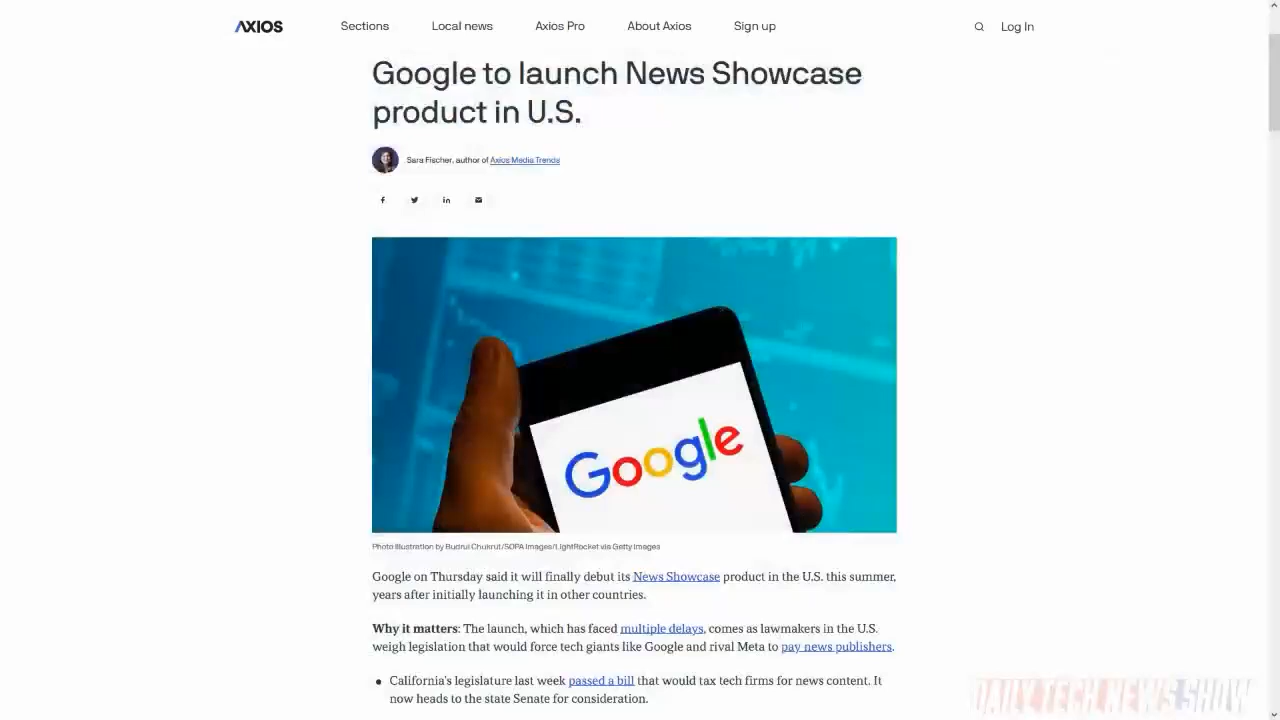 AXIOS Sections Local news Axios Pro About Axios Sign up Log In
Google to launch News Showcase
product in U.S.
Sara Fischer, author of Axios Media Trends
Google
Photo Illustration by Budrul Chukrut/SOPA Images/LightRocket via Getty Images
Google on Thursday said it will finally debut its News Showcase product in the U.S. this summer,
years after initially launching it in other countries.
Why it matters: The launch, which has faced multiple delays, comes as lawmakers in the U.S.
weigh legislation that would force tech giants like Google and rival Meta to pay news publishers.
• California's legislature last week passed a bill that would tax tech firms for news content. It
now heads to the state Senate for consideration.
DAILY TECH NEWS SHOW